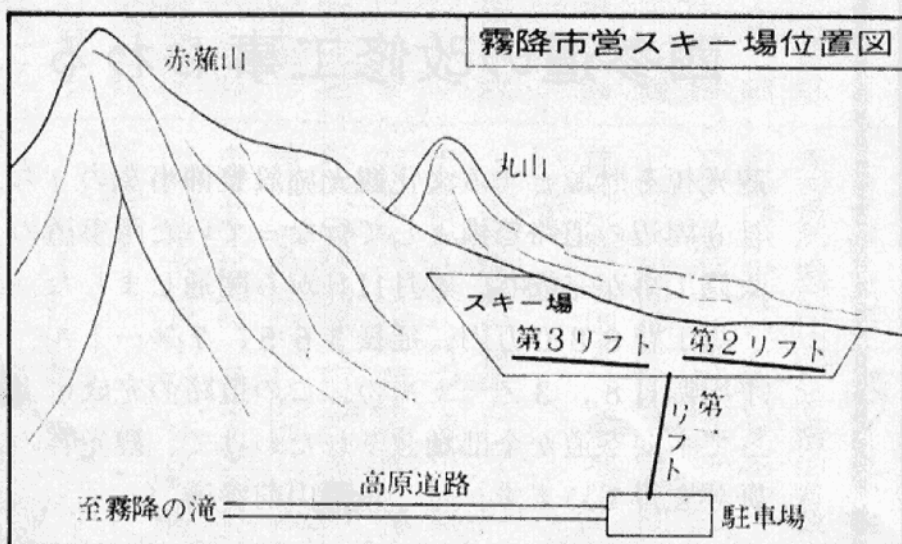 霧降市営スキー場位置図
赤薙山
丸山
スキー場
第3リフト
第2リフト
第1リフト
高原道路
至霧降の滝
駐車場